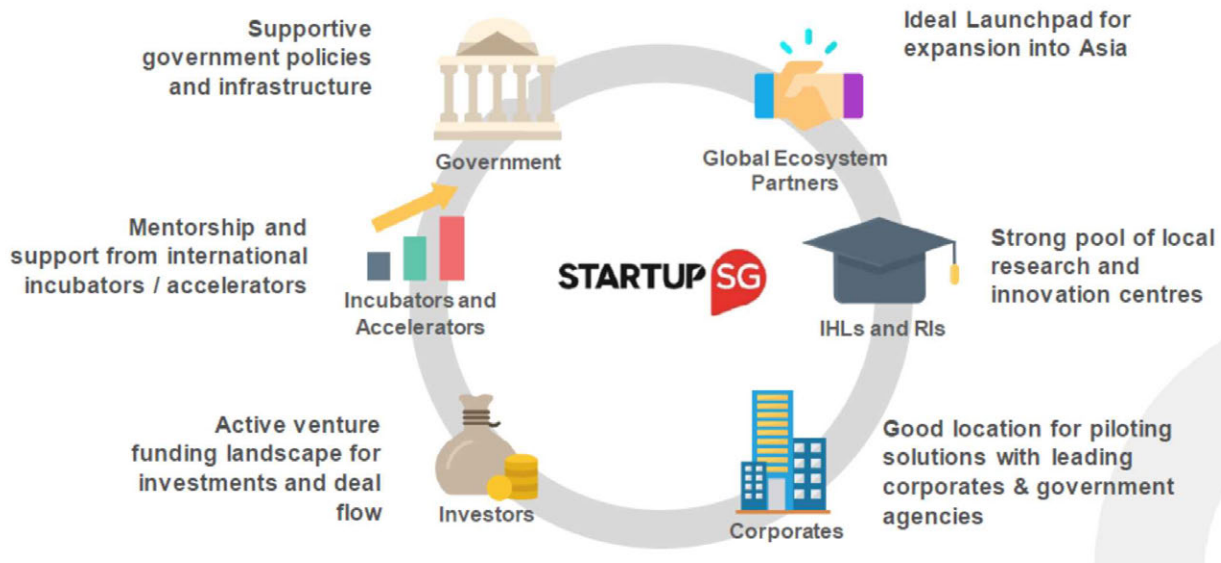 Supportive
government policies
and infrastructure
Government
Ideal Launchpad for
expansion into Asia
Global Ecosystem
Partners
Mentorship and
support from international
incubators / accelerators
Incubators and
Accelerators
STARTUP SG
Strong pool of local
research and
innovation centres
IHLs and RIs
Active venture
funding landscape for
investments and deal
flow
Investors
Good location for piloting
solutions with leading
corporates & government
agencies
Corporates